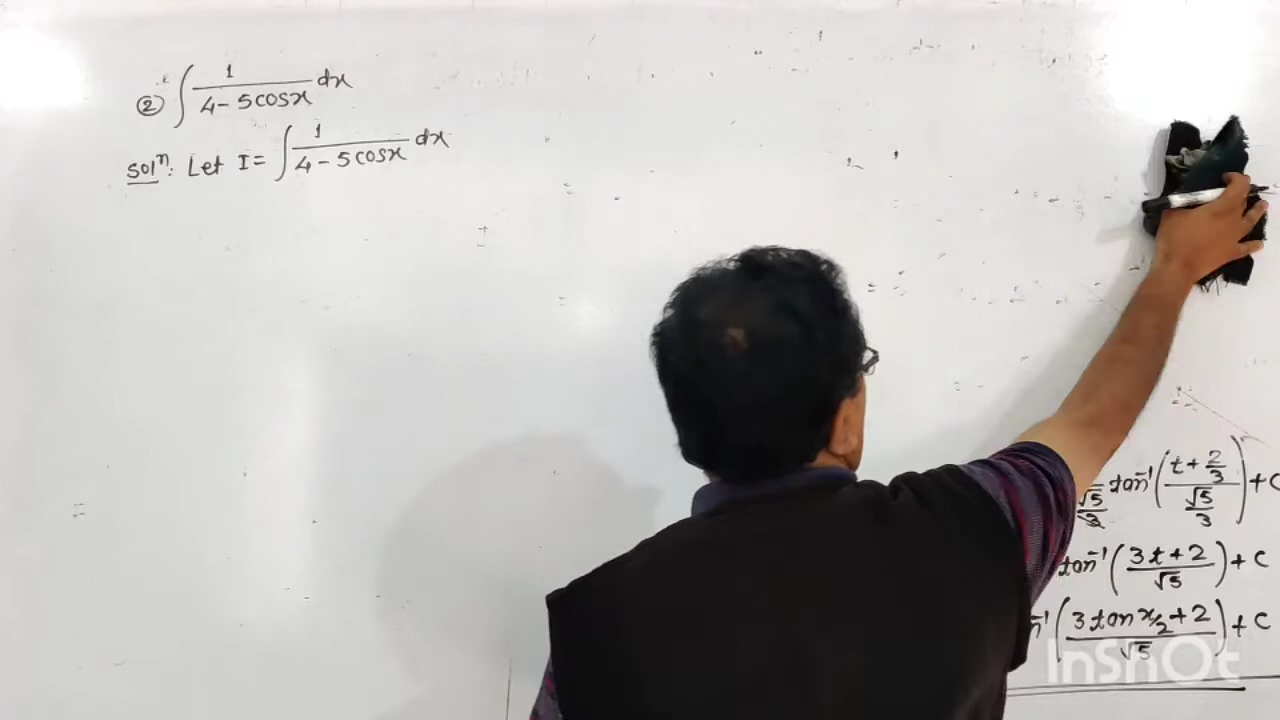 ② ∫ 1/(4 - 5cosx) dx
Solⁿ: Let I = ∫ 1/(4 - 5cosx) dx
√5/3 tan⁻¹((t + 2/3)/(√5/3)) + C
tan⁻¹((3t + 2)/√5) + C
n⁻¹((3tan x/2 + 2)/√5) + C
InShOt